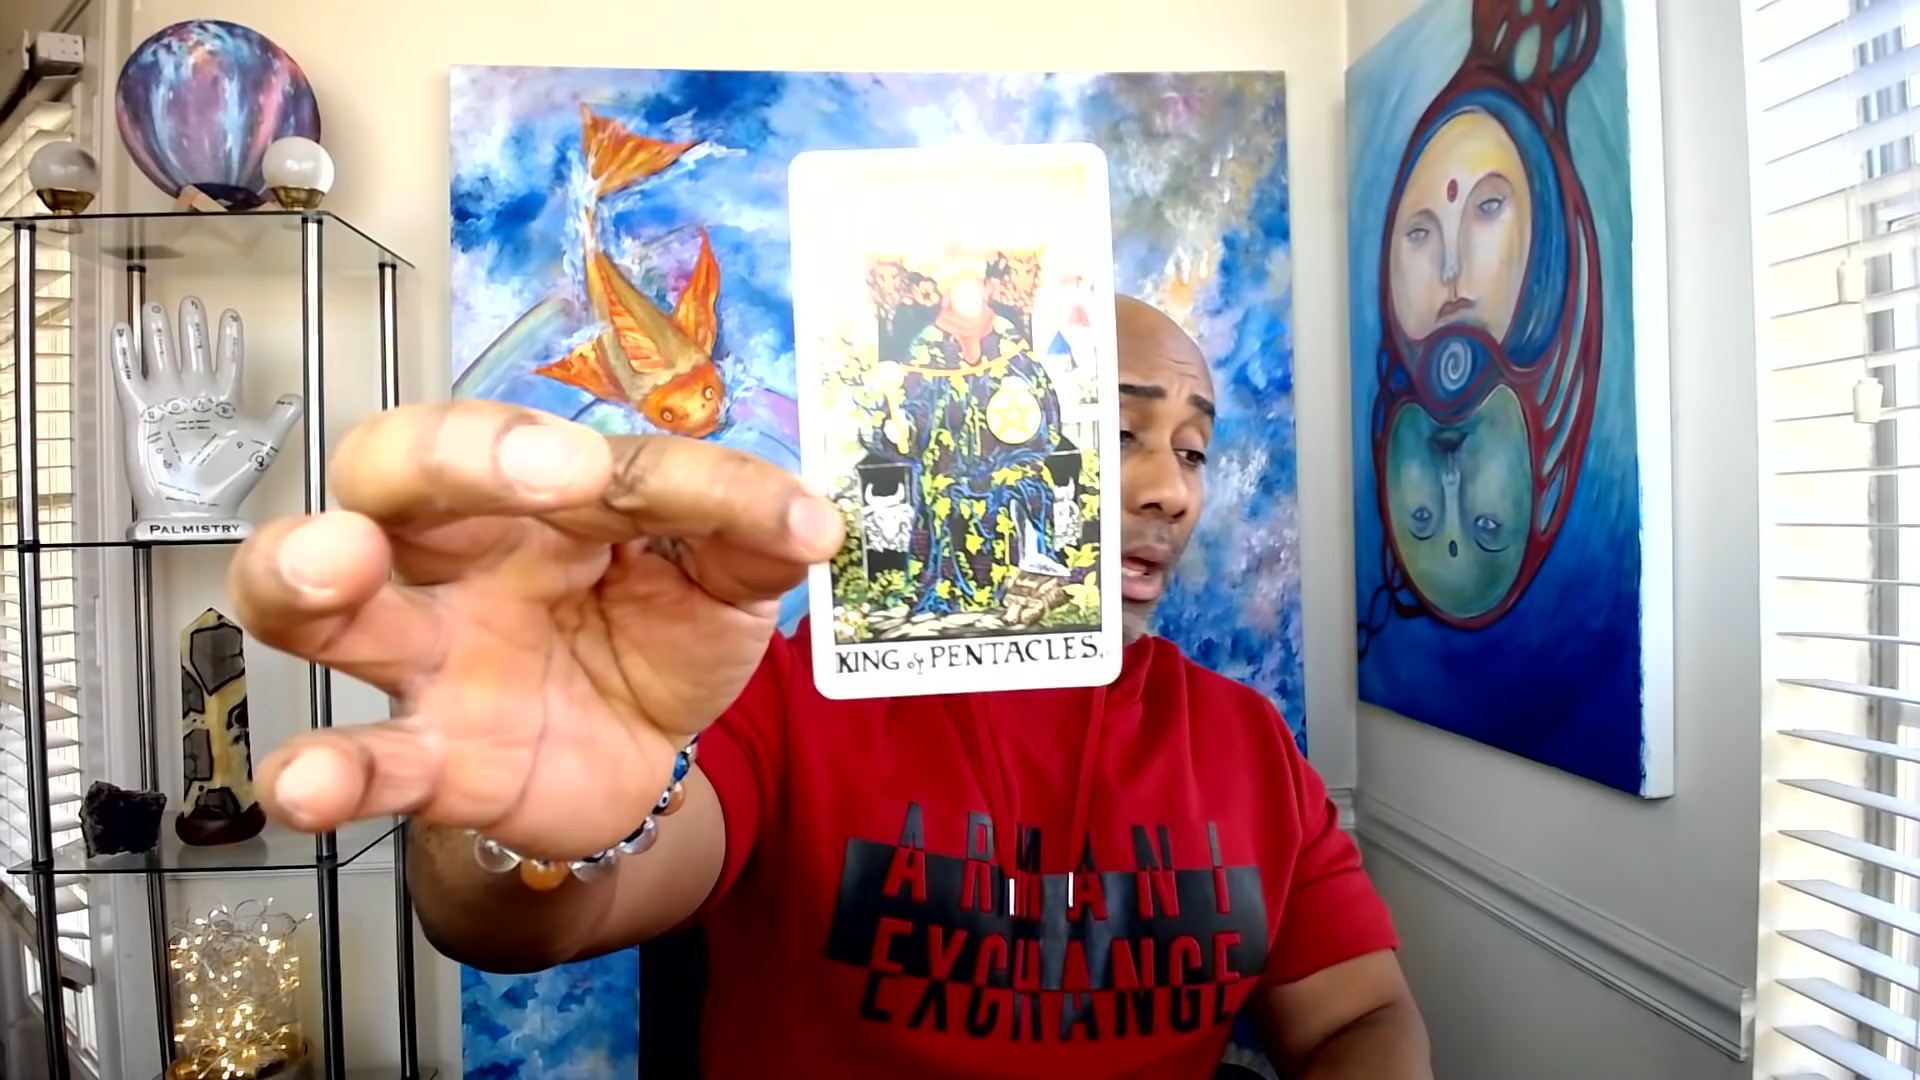 PALMISTRY
KING of PENTACLES.
ARMANI
EXCHANGE